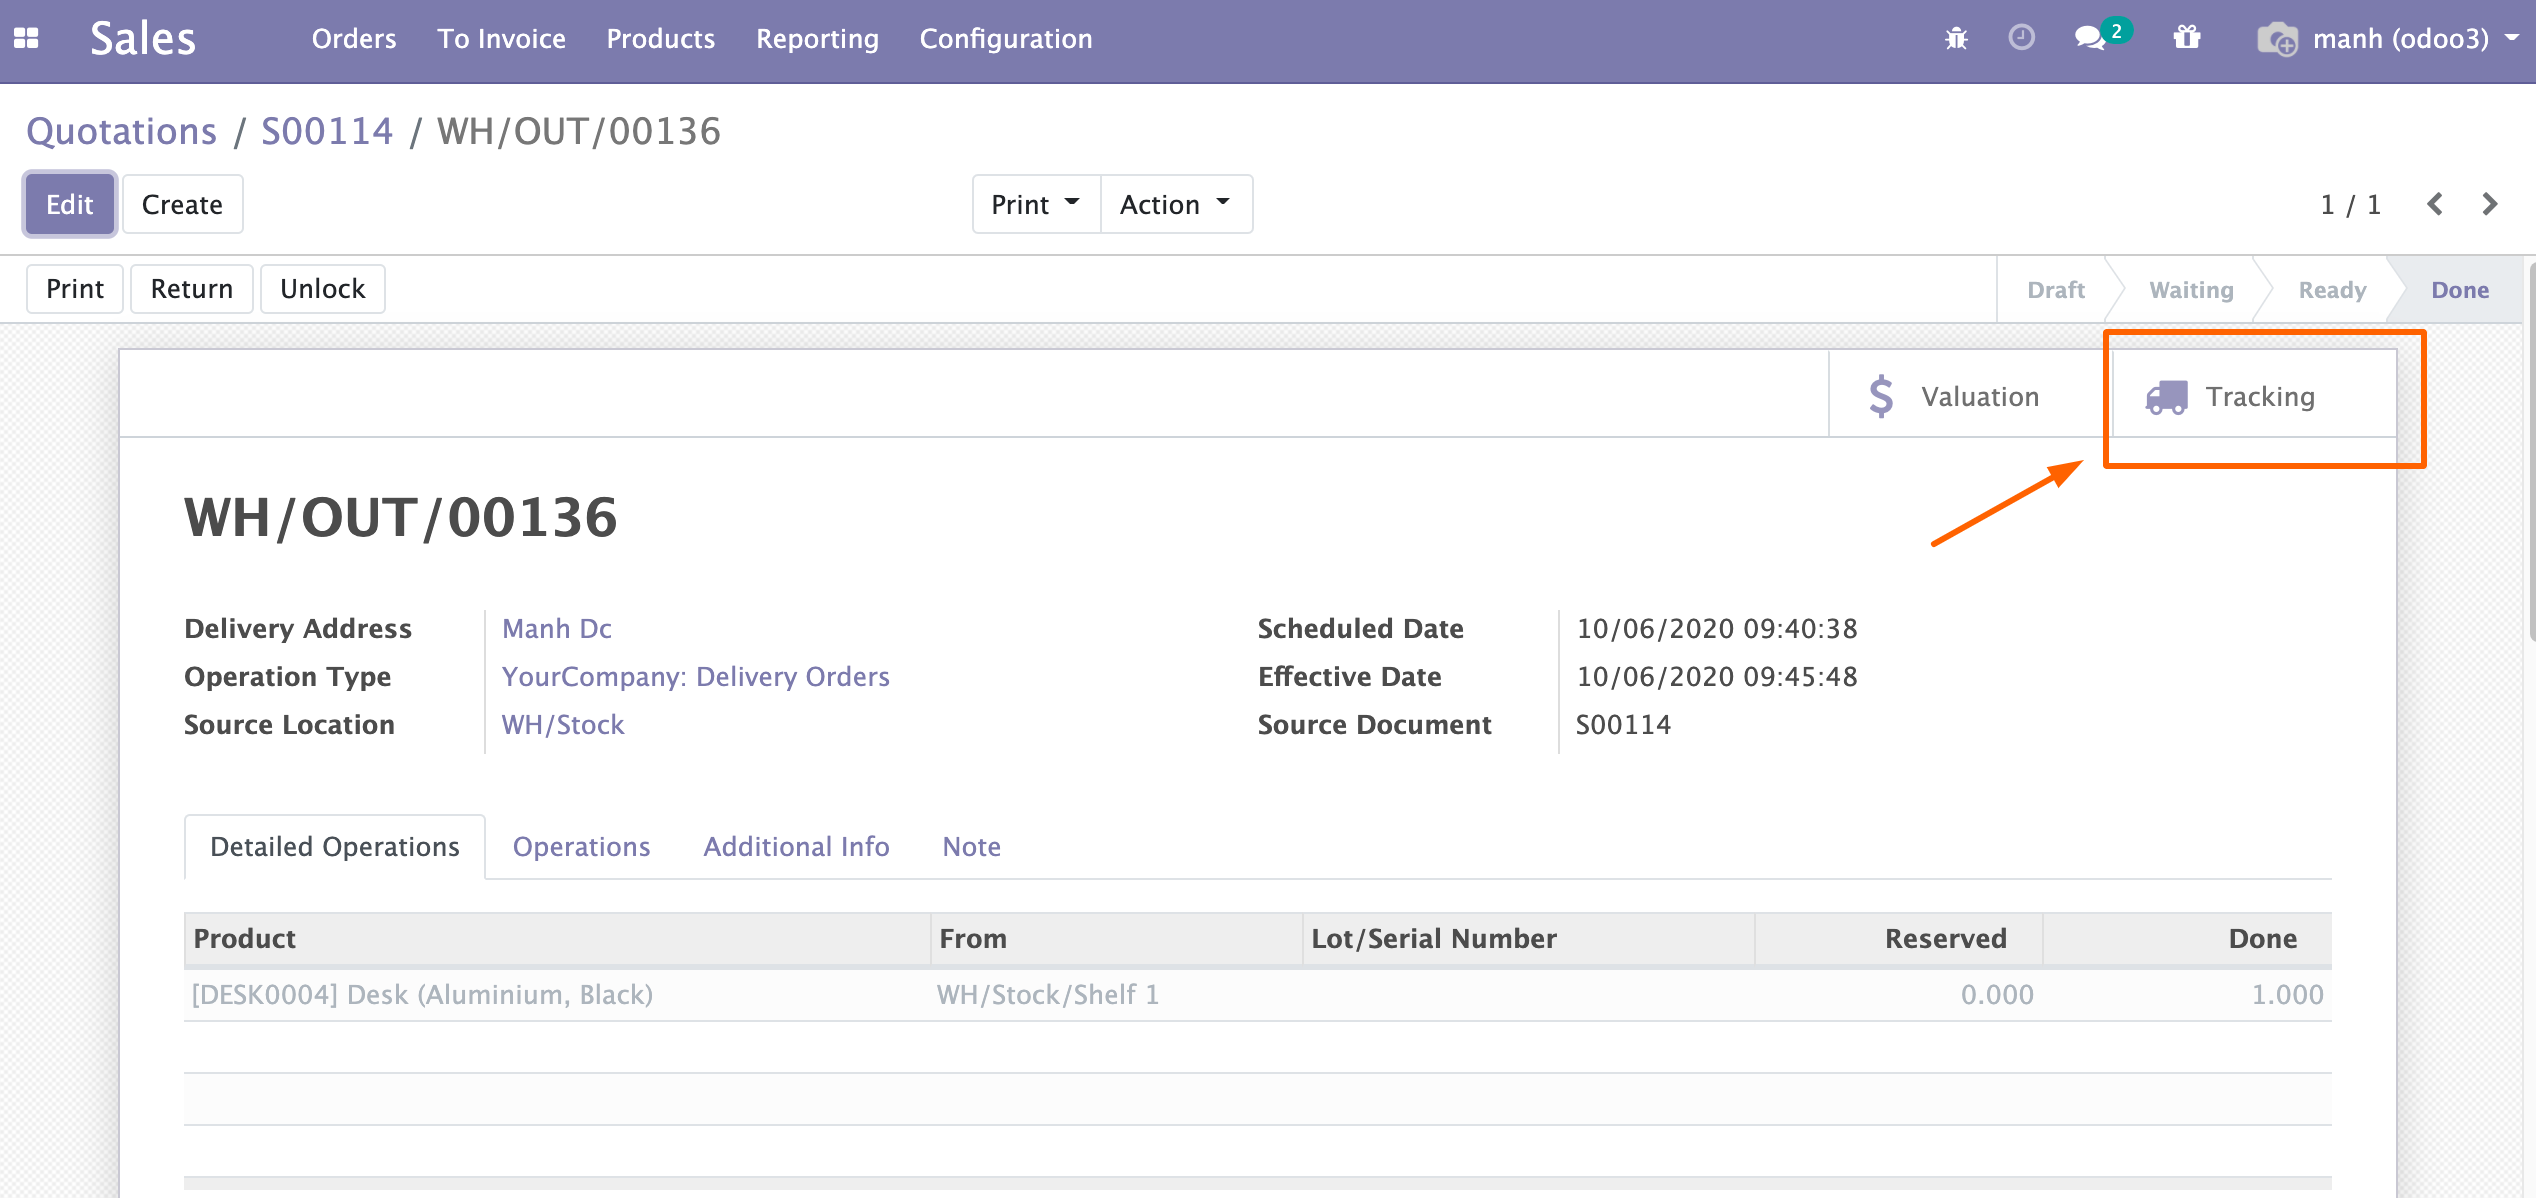 Sales Orders To Invoice Products Reporting Configuration 2 manh (odoo3)
Quotations / S00114 / WH/OUT/00136
Edit Create Print Action 1 / 1
Print Return Unlock Draft Waiting Ready Done
Valuation Tracking
WH/OUT/00136
Delivery Address Manh Dc Scheduled Date 10/06/2020 09:40:38
Operation Type YourCompany: Delivery Orders Effective Date 10/06/2020 09:45:48
Source Location WH/Stock Source Document S00114
Detailed Operations Operations Additional Info Note
Product From Lot/Serial Number Reserved Done
[DESK0004] Desk (Aluminium, Black) WH/Stock/Shelf 1 0.000 1.000